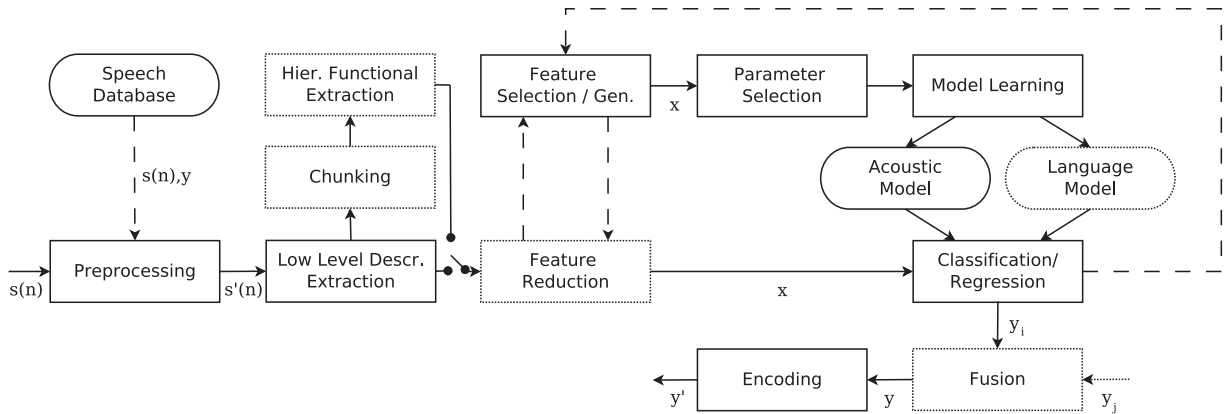 Speech
Database
Hier. Functional
Extraction
Feature
Selection / Gen.
x
Parameter
Selection
Model Learning
s(n),y
Chunking
Acoustic
Model
Language
Model
s(n)
Preprocessing
s'(n)
Low Level Descr.
Extraction
Feature
Reduction
x
Classification/
Regression
y'
Encoding
y
y_i
Fusion
y_j